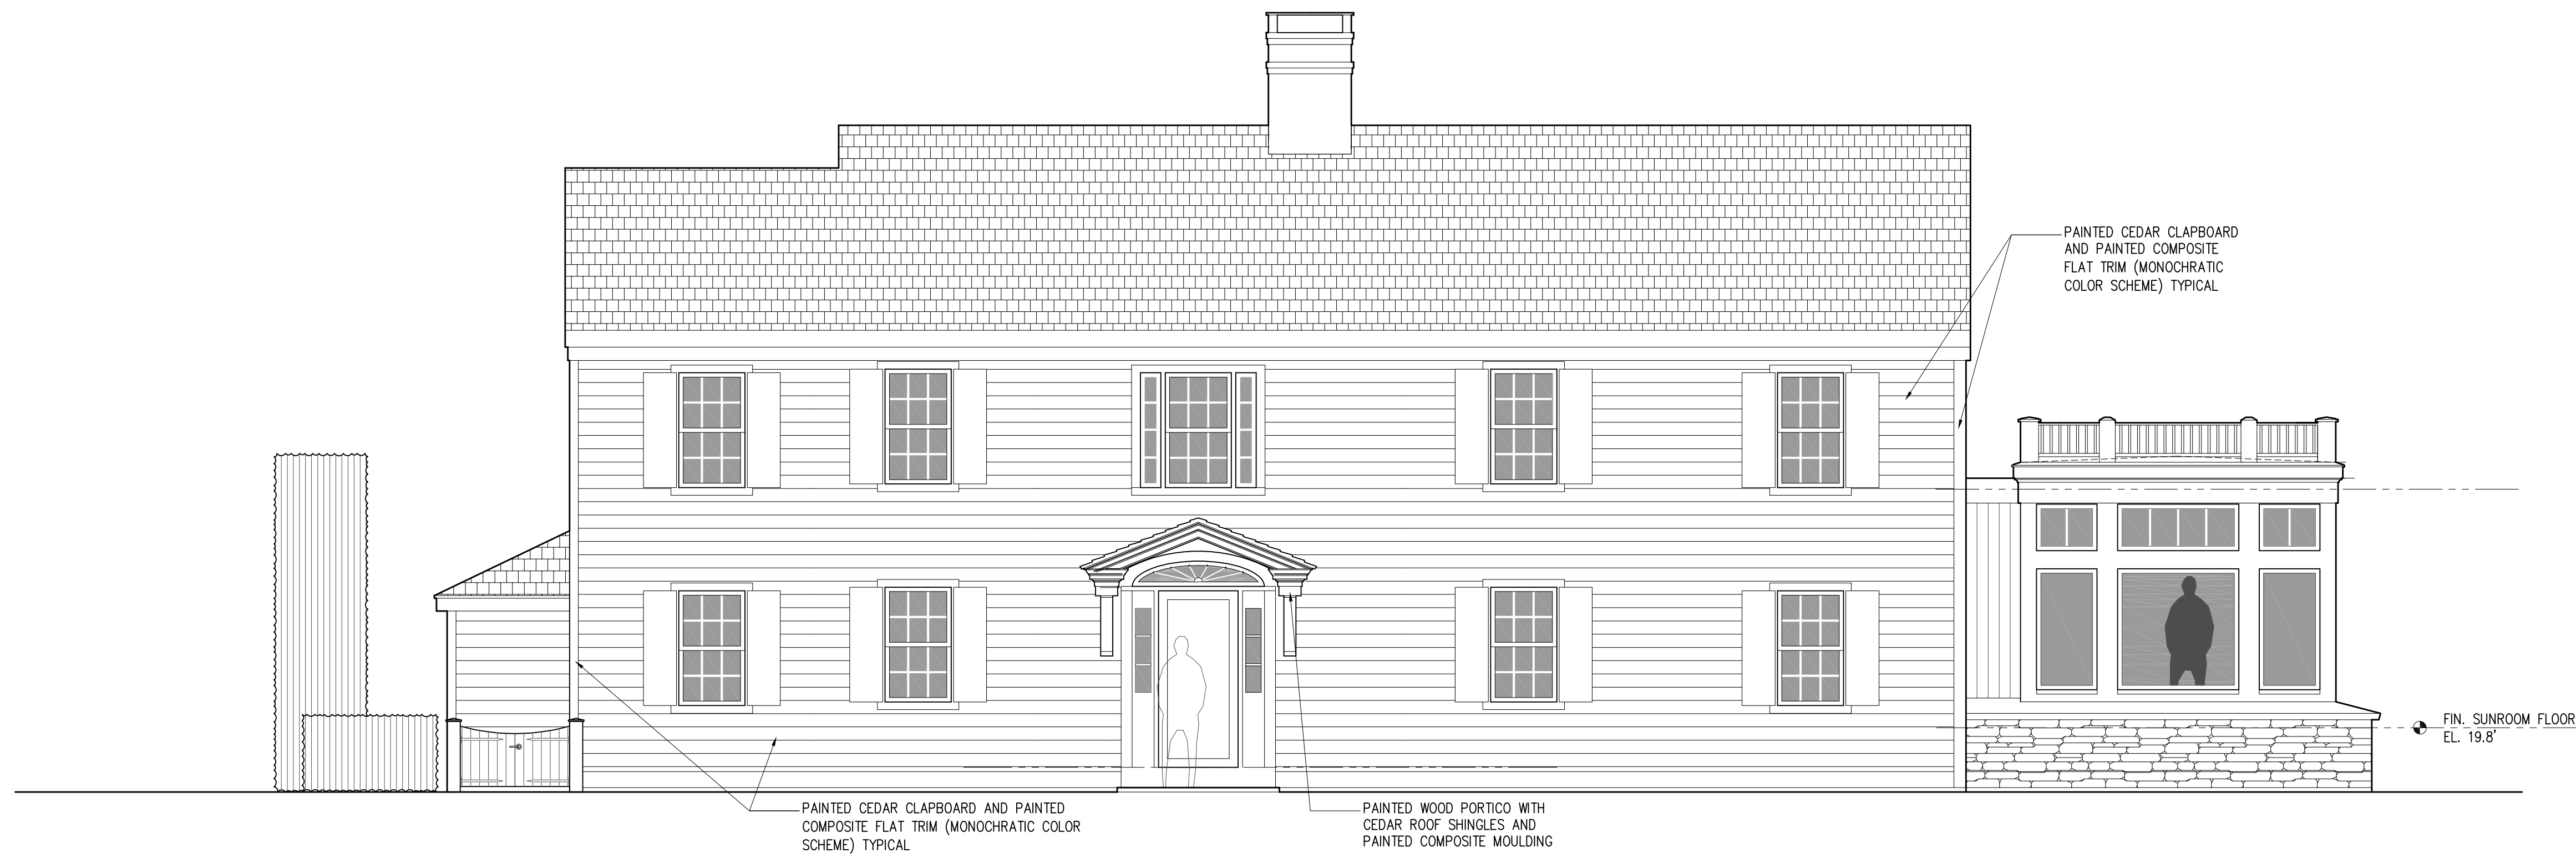 PAINTED CEDAR CLAPBOARD
AND PAINTED COMPOSITE
FLAT TRIM (MONOCHRATIC
COLOR SCHEME) TYPICAL
FIN. SUNROOM FLOOR
EL. 19.8'
PAINTED CEDAR CLAPBOARD AND PAINTED
COMPOSITE FLAT TRIM (MONOCHRATIC COLOR
SCHEME) TYPICAL
PAINTED WOOD PORTICO WITH
CEDAR ROOF SHINGLES AND
PAINTED COMPOSITE MOULDING